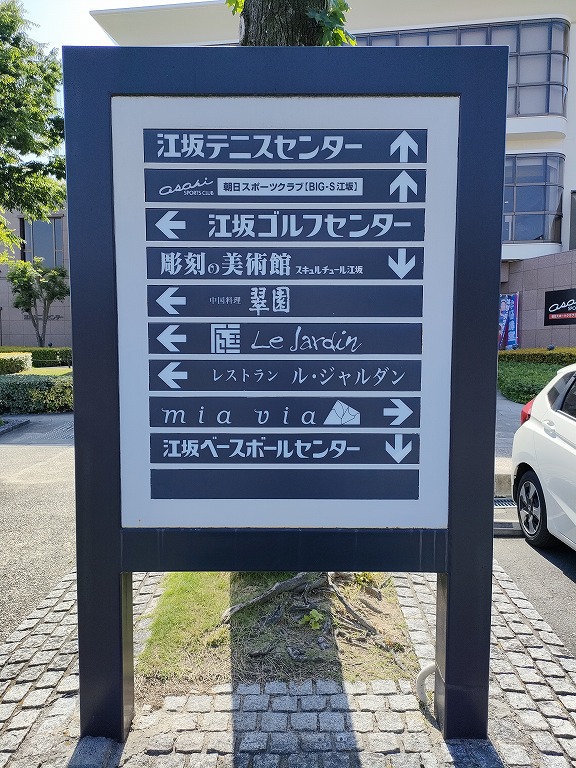 江坂テニスセンター ↑
asahi SPORTS CLUB 朝日スポーツクラブ【BIG-S江坂】 ↑
← 江坂ゴルフセンター
彫刻の美術館 スキュルチュール江坂 ↓
← 中国料理 翠園
← Le Jardin
← レストラン ル・ジャルダン
mia via →
江坂ベースボールセンター ↓